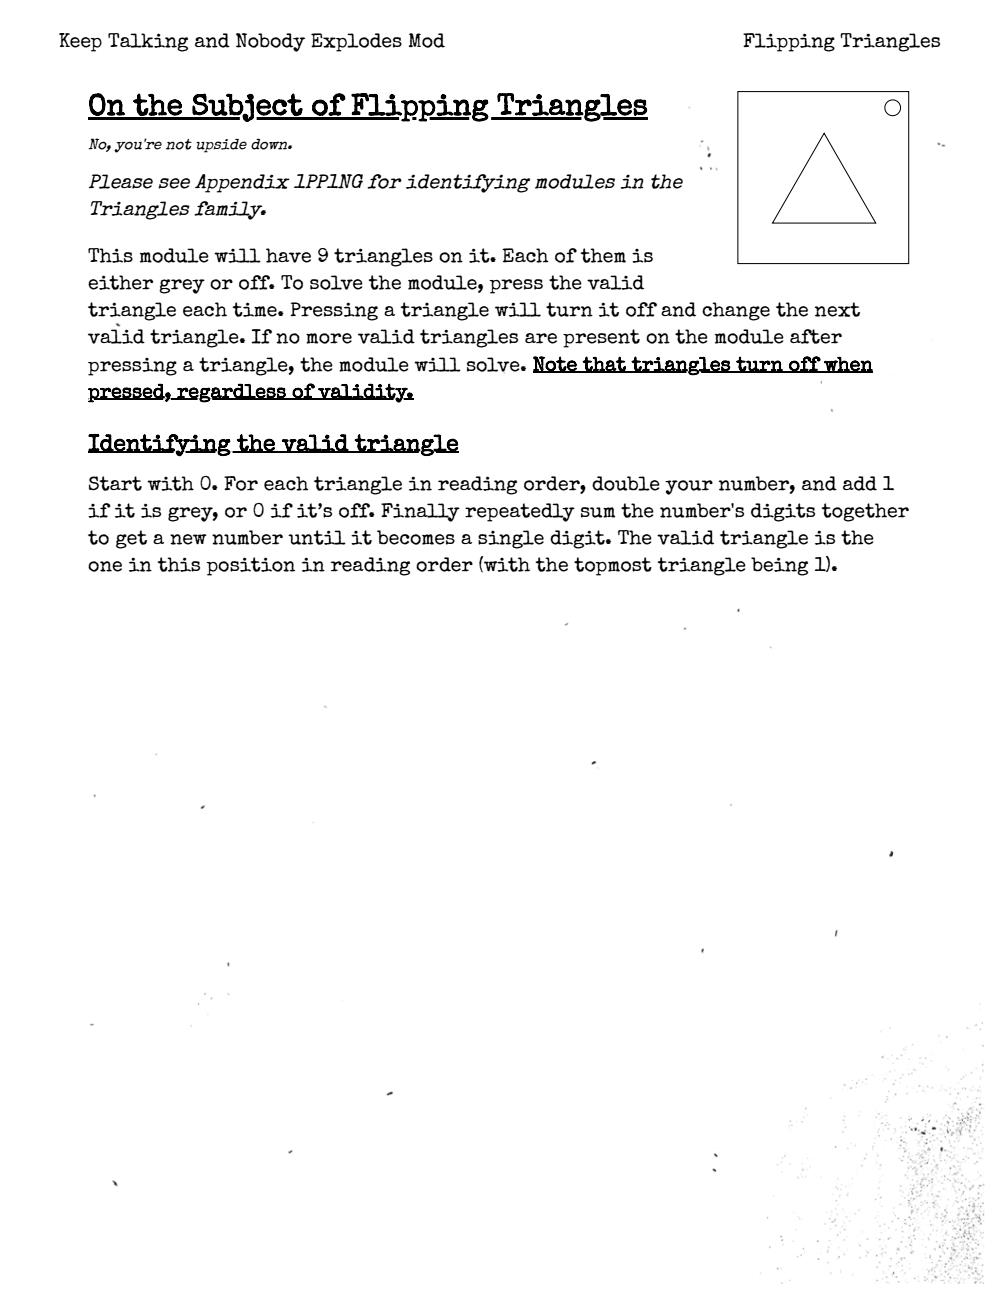 Keep Talking and Nobody Explodes Mod
Flipping Triangles
On the Subject of Flipping Triangles
No, you're not upside down.
Please see Appendix 1PP1NG for identifying modules in the
Triangles family.
This module will have 9 triangles on it. Each of them is
either grey or off. To solve the module, press the valid
triangle each time. Pressing a triangle will turn it off and change the next
valid triangle. If no more valid triangles are present on the module after
pressing a triangle, the module will solve. Note that triangles turn off when
pressed, regardless of validity.
Identifying the valid triangle
Start with 0. For each triangle in reading order, double your number, and add 1
if it is grey, or 0 if it’s off. Finally repeatedly sum the number's digits together
to get a new number until it becomes a single digit. The valid triangle is the
one in this position in reading order (with the topmost triangle being 1).